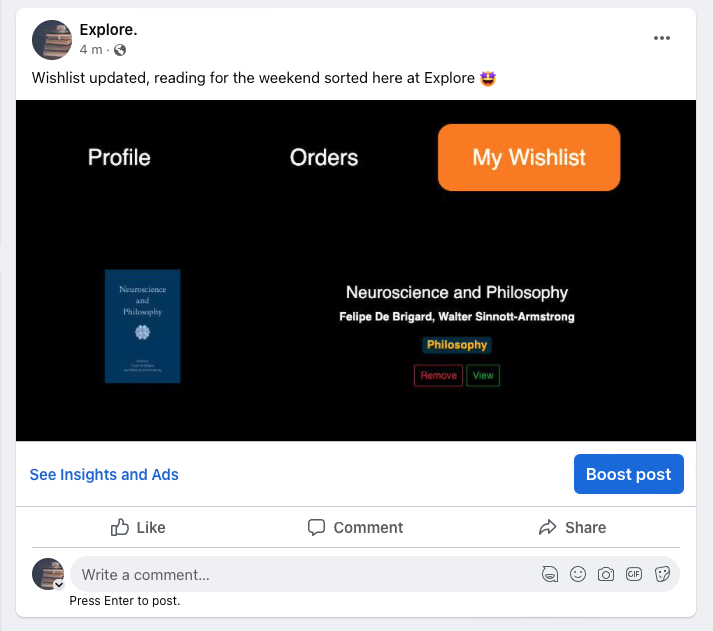 Explore.
4 m ·
Wishlist updated, reading for the weekend sorted here at Explore 🤩
Profile
Orders
My Wishlist
Neuroscience
and
Philosophy
Neuroscience and Philosophy
Felipe De Brigard, Walter Sinnott-Armstrong
Philosophy
Remove
View
See Insights and Ads
Boost post
Like
Comment
Share
Write a comment...
GIF
Press Enter to post.